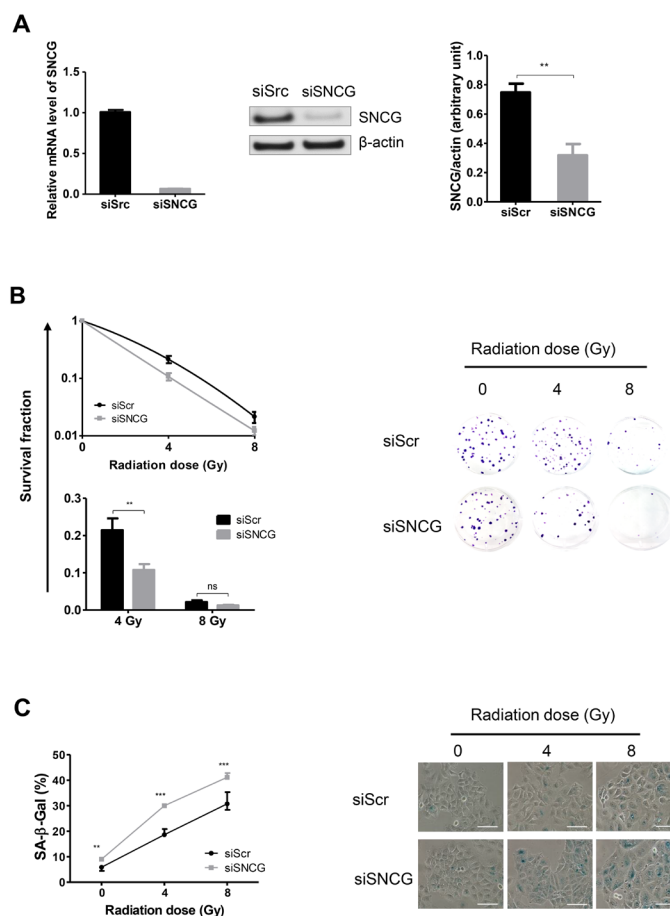 A
Relative mRNA level of SNCG
1.5
1.0
0.5
0.0
siSrc
siSNCG
siSrc siSNCG
SNCG
β-actin
SNCG/actin (arbitrary unit)
0.8
0.6
0.4
0.2
0.0
**
siScr
siSNCG
B
Survival fraction
1
0.1
0.01
siScr
siSNCG
0
4
8
Radiation dose (Gy)
0.3
0.2
0.1
0.0
**
ns
siScr
siSNCG
4 Gy
8 Gy
Radiation dose (Gy)
0 4 8
siScr
siSNCG
C
SA-β-Gal (%)
50
40
30
20
10
0
**
***
***
siScr
siSNCG
0
4
8
Radiation dose (Gy)
Radiation dose (Gy)
0 4 8
siScr
siSNCG